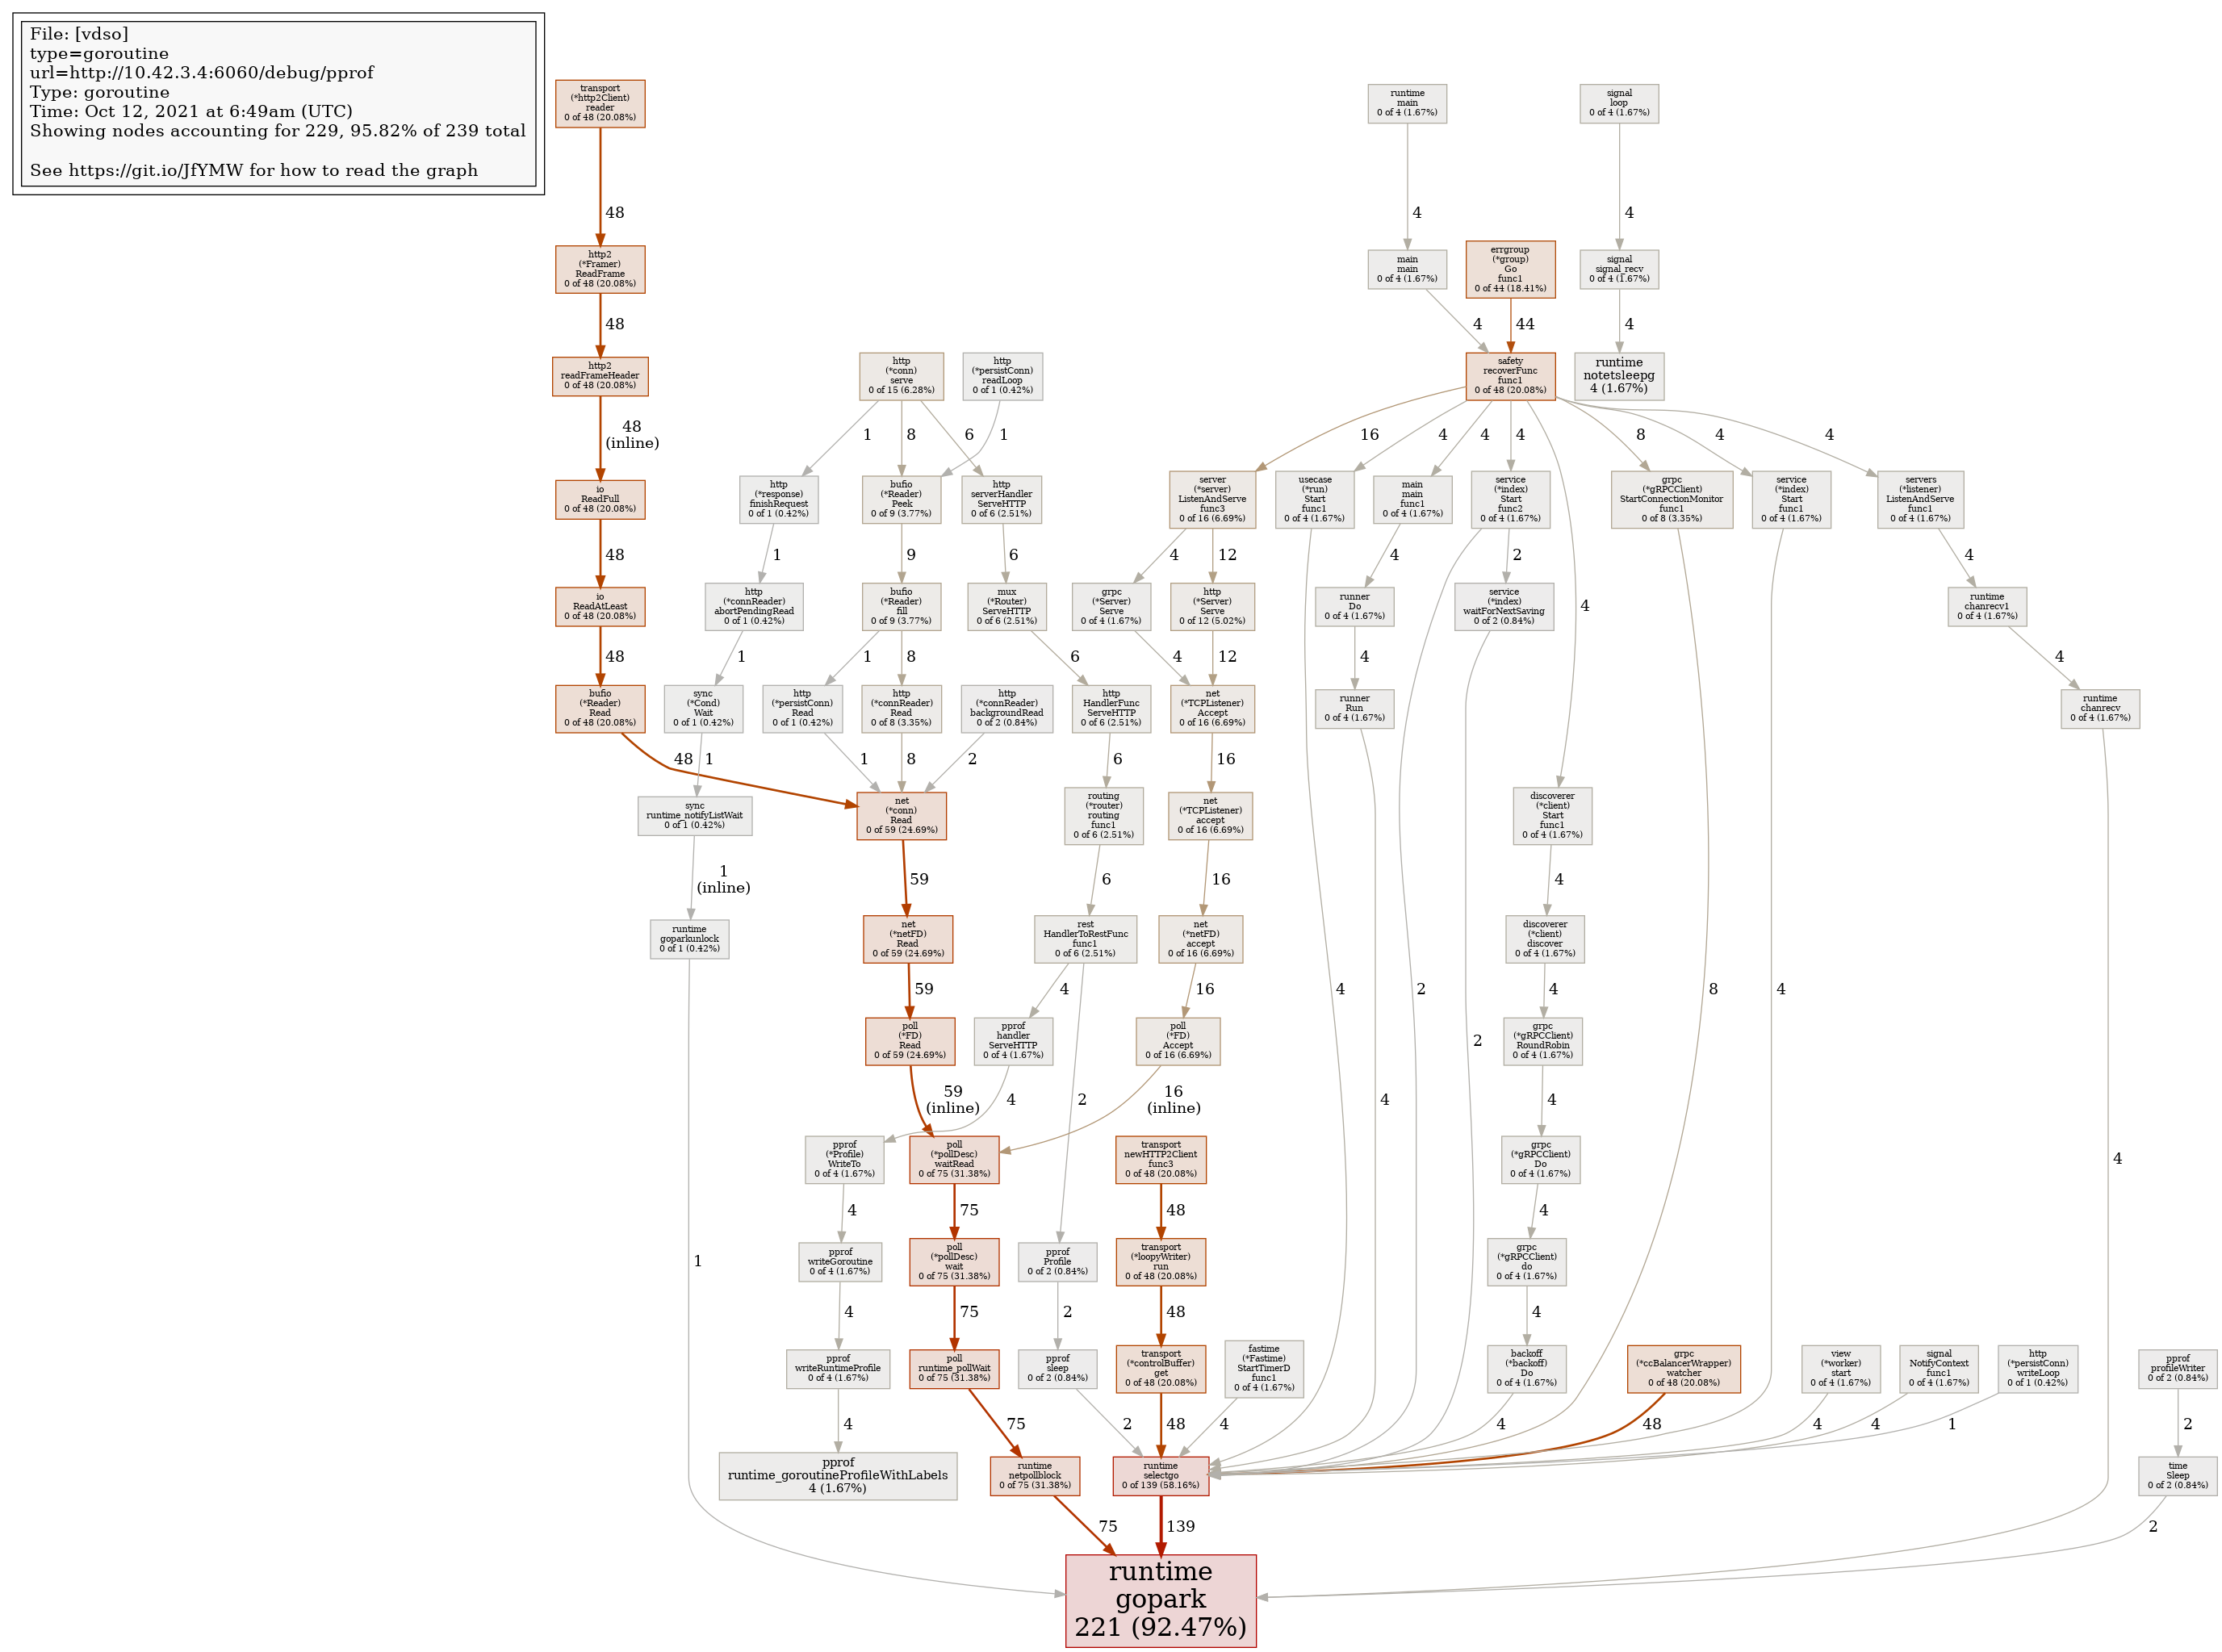 File: [vdso]
type=goroutine
url=http://10.42.3.4:6060/debug/pprof
Type: goroutine
Time: Oct 12, 2021 at 6:49am (UTC)
Showing nodes accounting for 229, 95.82% of 239 total
See https://git.io/JfYMW for how to read the graph
transport
(*http2Client)
reader
0 of 48 (20.08%)
runtime
main
0 of 4 (1.67%)
signal
loop
0 of 4 (1.67%)
48
4
4
http2
(*Framer)
ReadFrame
0 of 48 (20.08%)
main
main
0 of 4 (1.67%)
errgroup
(*group)
Go
func1
0 of 44 (18.41%)
signal
signal_recv
0 of 4 (1.67%)
48
4
44
4
http2
readFrameHeader
0 of 48 (20.08%)
http
(*conn)
serve
0 of 15 (6.28%)
http
(*persistConn)
readLoop
0 of 1 (0.42%)
safety
recoverFunc
func1
0 of 48 (20.08%)
runtime
notetsleepg
4 (1.67%)
48
(inline)
1
8
6
1
16
4
4
4
4
8
4
4
io
ReadFull
0 of 48 (20.08%)
http
(*response)
finishRequest
0 of 1 (0.42%)
bufio
(*Reader)
Peek
0 of 9 (3.77%)
http
serverHandler
ServeHTTP
0 of 6 (2.51%)
server
(*server)
ListenAndServe
func3
0 of 16 (6.69%)
usecase
(*run)
Start
func1
0 of 4 (1.67%)
main
main
func1
0 of 4 (1.67%)
service
(*index)
Start
func2
0 of 4 (1.67%)
grpc
(*gRPCClient)
StartConnectionMonitor
func1
0 of 8 (3.35%)
service
(*index)
Start
func1
0 of 4 (1.67%)
servers
(*listener)
ListenAndServe
func1
0 of 4 (1.67%)
48
1
9
6
4
12
4
2
4
io
ReadAtLeast
0 of 48 (20.08%)
http
(*connReader)
abortPendingRead
0 of 1 (0.42%)
bufio
(*Reader)
fill
0 of 9 (3.77%)
mux
(*Router)
ServeHTTP
0 of 6 (2.51%)
grpc
(*Server)
Serve
0 of 4 (1.67%)
http
(*Server)
Serve
0 of 12 (5.02%)
runner
Do
0 of 4 (1.67%)
service
(*index)
waitForNextSaving
0 of 2 (0.84%)
runtime
chanrecv1
0 of 4 (1.67%)
48
1
1
8
6
4
12
4
4
bufio
(*Reader)
Read
0 of 48 (20.08%)
sync
(*Cond)
Wait
0 of 1 (0.42%)
http
(*persistConn)
Read
0 of 1 (0.42%)
http
(*connReader)
Read
0 of 8 (3.35%)
http
(*connReader)
backgroundRead
0 of 2 (0.84%)
http
HandlerFunc
ServeHTTP
0 of 6 (2.51%)
net
(*TCPListener)
Accept
0 of 16 (6.69%)
runner
Run
0 of 4 (1.67%)
runtime
chanrecv
0 of 4 (1.67%)
48
1
1
8
2
6
16
sync
runtime_notifyListWait
0 of 1 (0.42%)
net
(*conn)
Read
0 of 59 (24.69%)
routing
(*router)
routing
func1
0 of 6 (2.51%)
net
(*TCPListener)
accept
0 of 16 (6.69%)
discoverer
(*client)
Start
func1
0 of 4 (1.67%)
1
(inline)
59
6
16
4
runtime
goparkunlock
0 of 1 (0.42%)
net
(*netFD)
Read
0 of 59 (24.69%)
rest
HandlerToRestFunc
func1
0 of 6 (2.51%)
net
(*netFD)
accept
0 of 16 (6.69%)
discoverer
(*client)
discover
0 of 4 (1.67%)
59
4
16
4
2
4
8
4
poll
(*FD)
Read
0 of 59 (24.69%)
pprof
handler
ServeHTTP
0 of 4 (1.67%)
poll
(*FD)
Accept
0 of 16 (6.69%)
grpc
(*gRPCClient)
RoundRobin
0 of 4 (1.67%)
2
59
(inline)
4
2
16
(inline)
4
4
pprof
(*Profile)
WriteTo
0 of 4 (1.67%)
poll
(*pollDesc)
waitRead
0 of 75 (31.38%)
transport
newHTTP2Client
func3
0 of 48 (20.08%)
grpc
(*gRPCClient)
Do
0 of 4 (1.67%)
4
4
75
48
4
pprof
writeGoroutine
0 of 4 (1.67%)
poll
(*pollDesc)
wait
0 of 75 (31.38%)
pprof
Profile
0 of 2 (0.84%)
transport
(*loopyWriter)
run
0 of 48 (20.08%)
grpc
(*gRPCClient)
do
0 of 4 (1.67%)
1
4
75
2
48
4
pprof
writeRuntimeProfile
0 of 4 (1.67%)
poll
runtime_pollWait
0 of 75 (31.38%)
pprof
sleep
0 of 2 (0.84%)
transport
(*controlBuffer)
get
0 of 48 (20.08%)
fastime
(*Fastime)
StartTimerD
func1
0 of 4 (1.67%)
backoff
(*backoff)
Do
0 of 4 (1.67%)
grpc
(*ccBalancerWrapper)
watcher
0 of 48 (20.08%)
view
(*worker)
start
0 of 4 (1.67%)
signal
NotifyContext
func1
0 of 4 (1.67%)
http
(*persistConn)
writeLoop
0 of 1 (0.42%)
pprof
profileWriter
0 of 2 (0.84%)
4
75
2
48
4
4
48
4
4
1
2
pprof
runtime_goroutineProfileWithLabels
4 (1.67%)
runtime
netpollblock
0 of 75 (31.38%)
runtime
selectgo
0 of 139 (58.16%)
time
Sleep
0 of 2 (0.84%)
75
139
2
runtime
gopark
221 (92.47%)